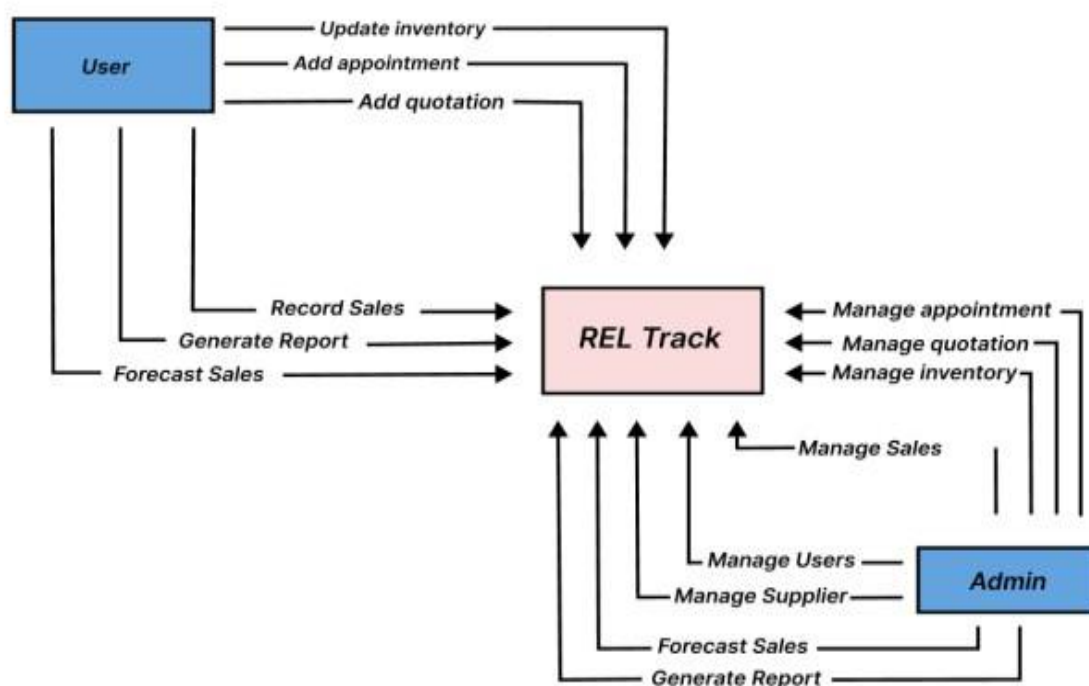 Update inventory
User
Add appointment
Add quotation
Record Sales
Generate Report
Forecast Sales
REL Track
Manage appointment
Manage quotation
Manage inventory
Manage Sales
Manage Users
Manage Supplier
Admin
Forecast Sales
Generate Report